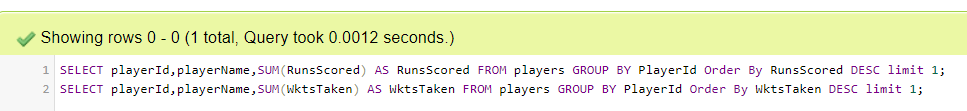 Showing rows 0 - 0 (1 total, Query took 0.0012 seconds.)
1 SELECT playerId,playerName,SUM(RunsScored) AS RunsScored FROM players GROUP BY PlayerId Order By RunsScored DESC limit 1;
2 SELECT playerId,playerName,SUM(WktsTaken) AS WktsTaken FROM players GROUP BY PlayerId Order By WktsTaken DESC limit 1;